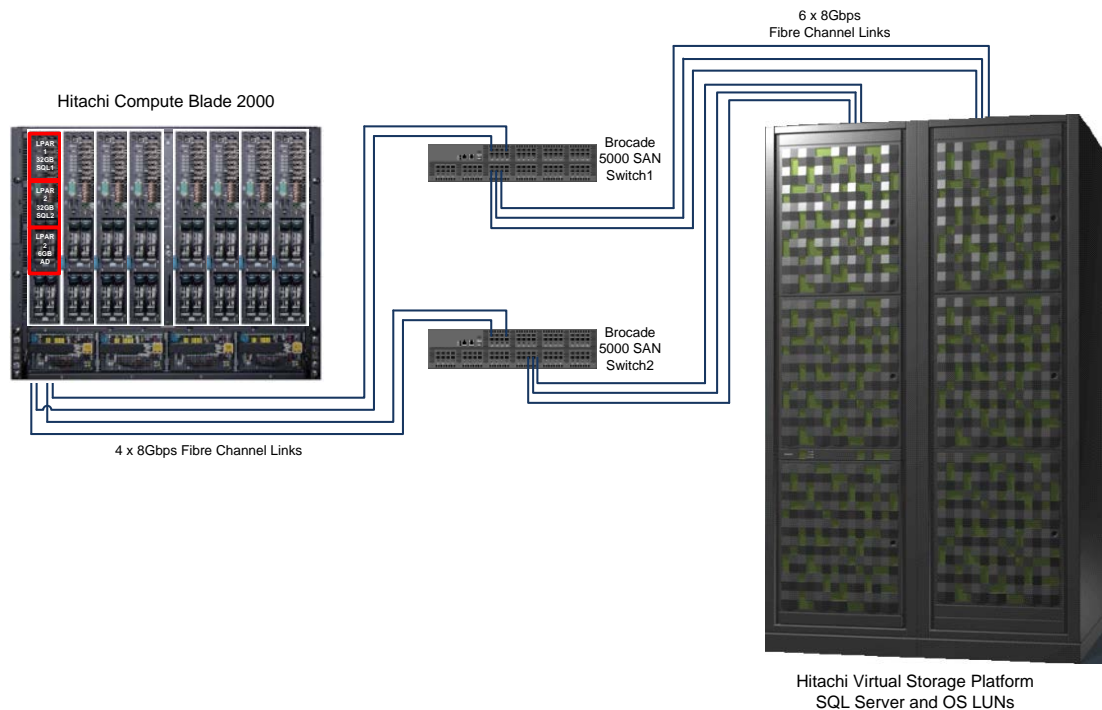 6 x 8Gbps
Fibre Channel Links
Hitachi Compute Blade 2000
LPAR
1
32GB
SQL1
LPAR
2
32GB
SQL2
LPAR
2
6GB
AD
Brocade
5000 SAN
Switch1
Brocade
5000 SAN
Switch2
4 x 8Gbps Fibre Channel Links
Hitachi Virtual Storage Platform
SQL Server and OS LUNs